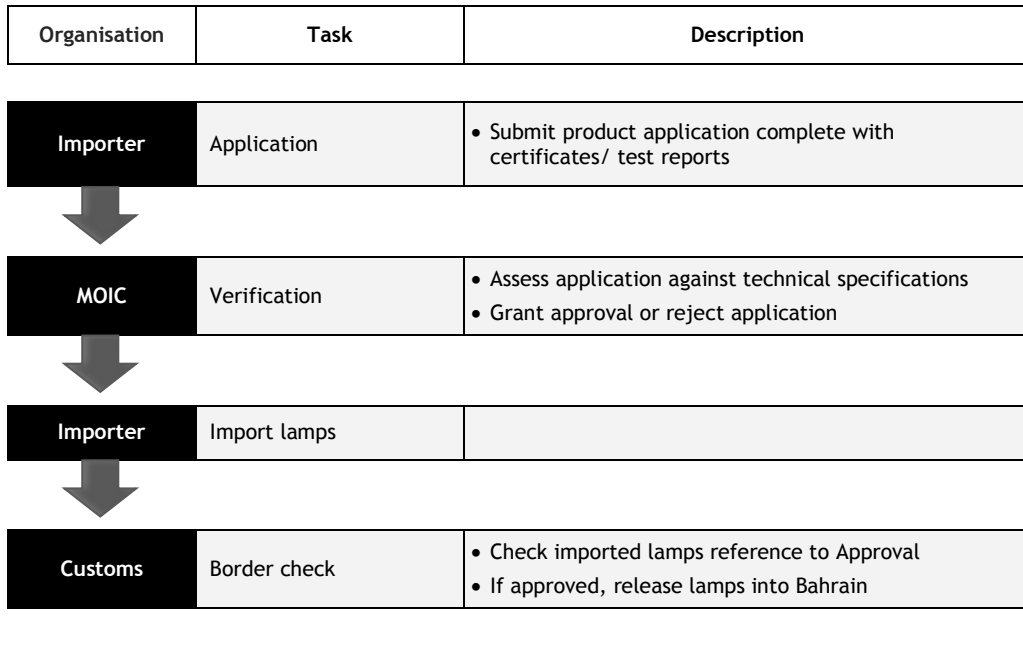 Organisation Task Description
Importer Application • Submit product application complete with
certificates/ test reports
MOIC Verification • Assess application against technical specifications
• Grant approval or reject application
Importer Import lamps
Customs Border check • Check imported lamps reference to Approval
• If approved, release lamps into Bahrain